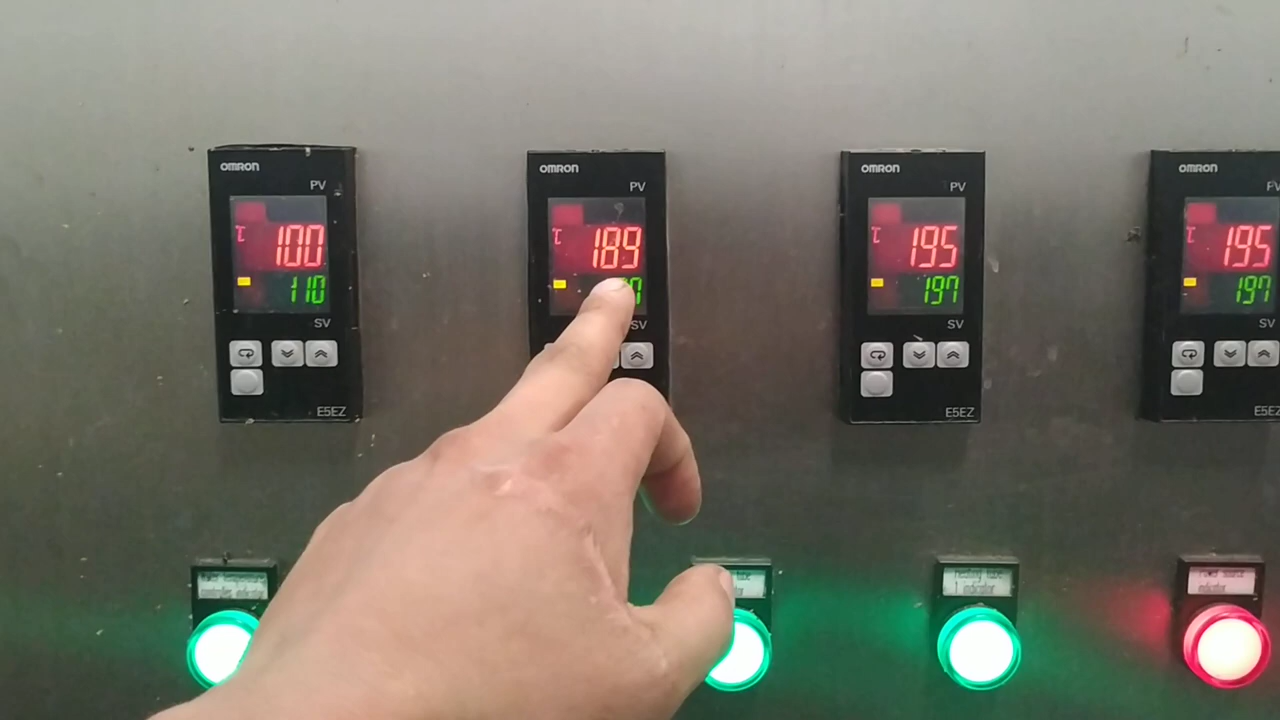 OMRON
PV
℃ 100
110
SV
E5EZ
OMRON
PV
℃ 189
SV
OMRON
PV
℃ 195
197
SV
E5EZ
OMRON
PV
℃ 195
197
SV
E5EZ
indicator